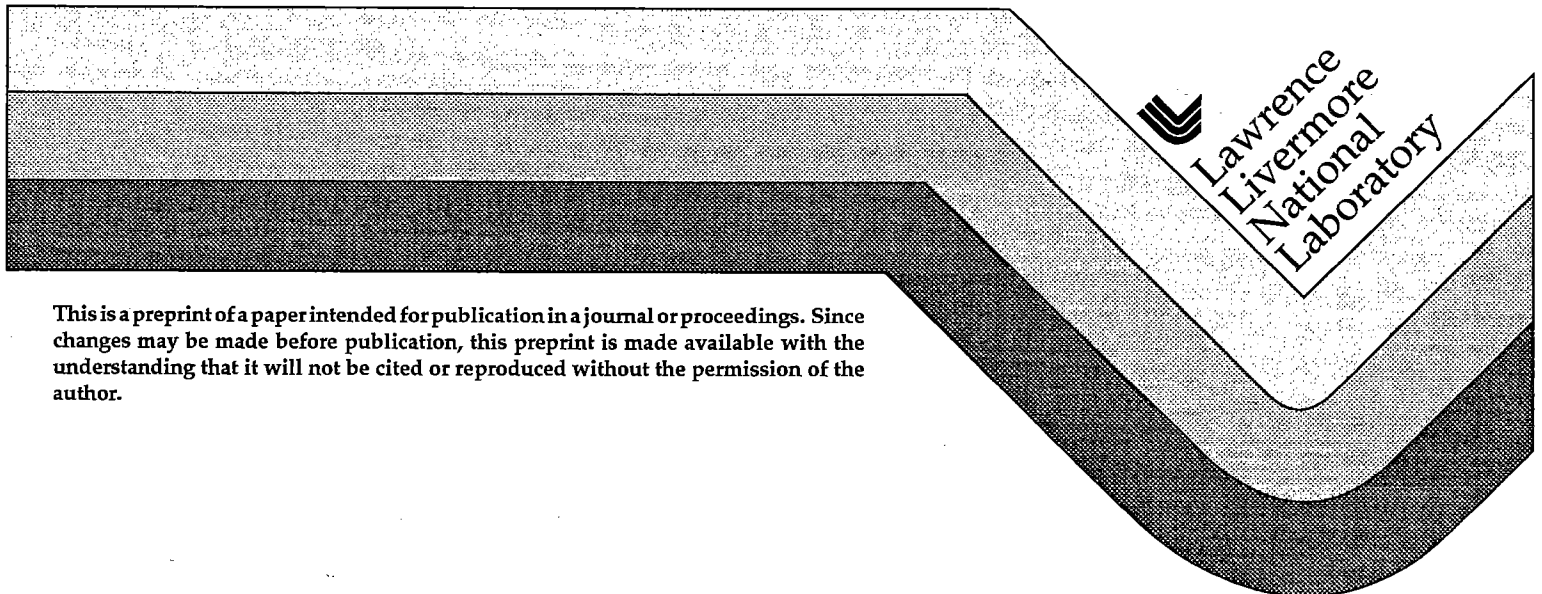 Lawrence
Livermore
National
Laboratory
This is a preprint of a paper intended for publication in a journal or proceedings. Since
changes may be made before publication, this preprint is made available with the
understanding that it will not be cited or reproduced without the permission of the
author.